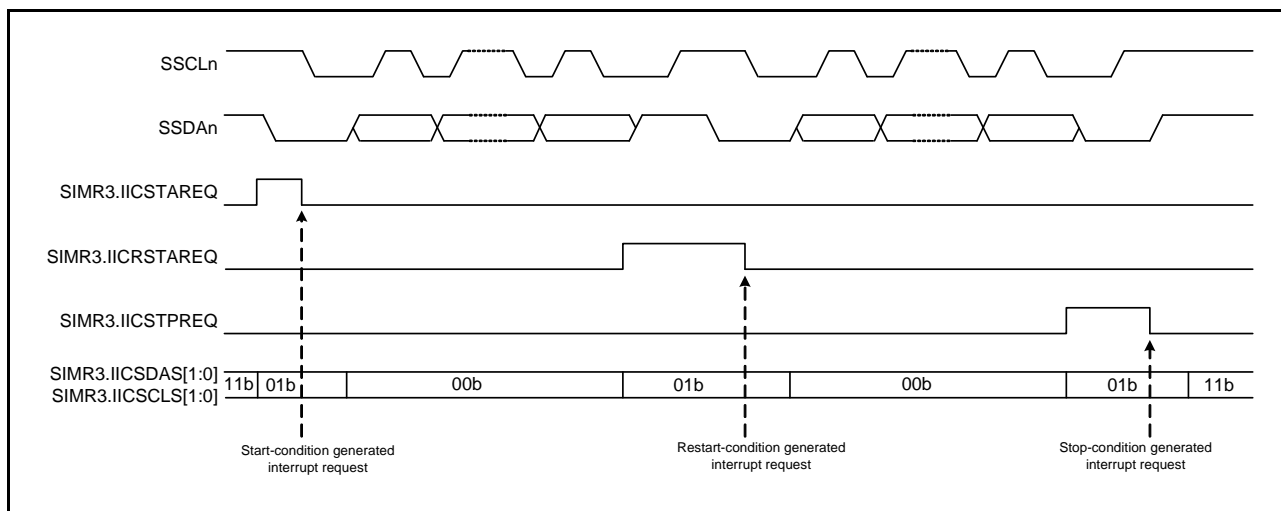 SSCLn
SSDAn
SIMR3.IICSTAREQ
SIMR3.IICRSTAREQ
SIMR3.IICSTPREQ
SIMR3.IICSDAS[1:0]
SIMR3.IICSCLS[1:0]
11b 01b 00b 01b 00b 01b 11b
Start-condition generated
interrupt request
Restart-condition generated
interrupt request
Stop-condition generated
interrupt request